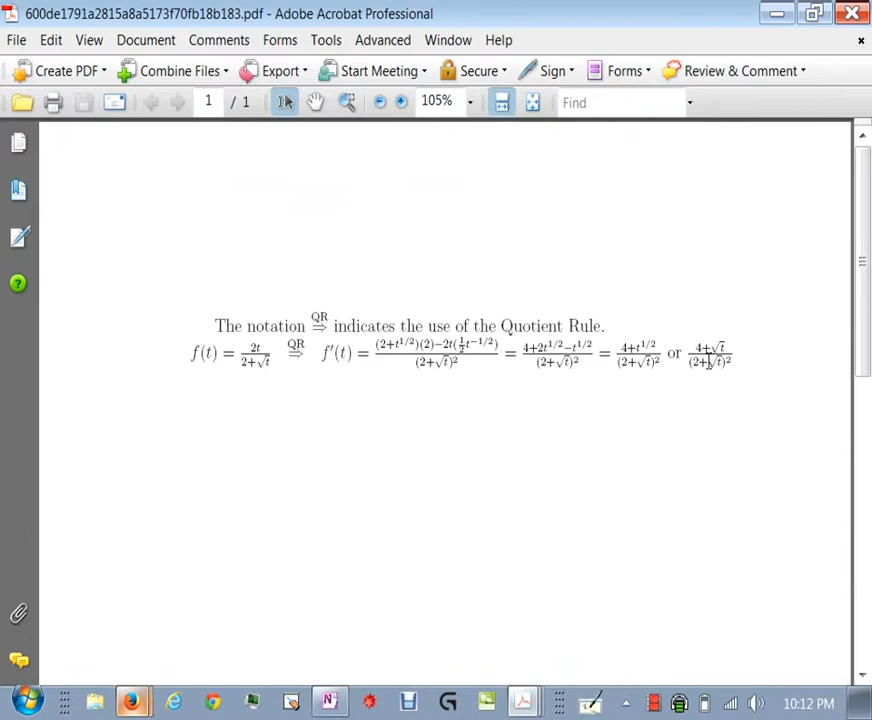 600de1791a2815a8a5173f70fb18b183.pdf - Adobe Acrobat Professional
File Edit View Document Comments Forms Tools Advanced Window Help
Create PDF Combine Files Export Start Meeting Secure Sign Forms Review & Comment
1 / 1 105% Find
The notation QR⇒ indicates the use of the Quotient Rule.
f(t) = 2t/(2+√t) QR⇒ f′(t) = ((2+t^{1/2})(2)−2t(½t^{−1/2}))/(2+√t)² = (4+2t^{1/2}−t^{1/2})/(2+√t)² = (4+t^{1/2})/(2+√t)² or (4+√t)/(2+√t)²
10:12 PM